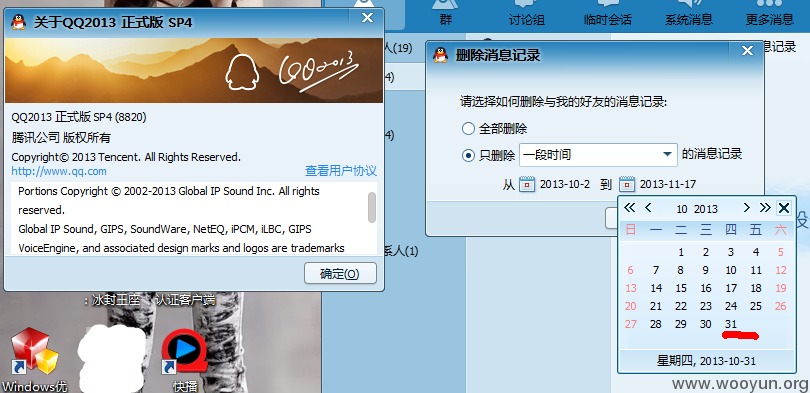 关于QQ2013 正式版 SP4
QQ2013
QQ2013 正式版 SP4 (8820)
腾讯公司 版权所有
Copyright© 2013 Tencent. All Rights Reserved.
http://www.qq.com 查看用户协议
Portions Copyright © 2002-2013 Global IP Sound Inc. All rights
reserved.
Global IP Sound, GIPS, SoundWare, NetEQ, iPCM, iLBC, GIPS
VoiceEngine, and associated design marks and logos are trademarks
确定(O)
群 讨论组 临时会话 系统消息 更多消息
人(19)
4)
4)
系人(1)
记录
设
删除消息记录
请选择如何删除与我的好友的消息记录:
全部删除
只删除 一段时间 的消息记录
从 2013-10-2 到 2013-11-17
10 2013
日 一 二 三 四 五 六
1 2 3 4 5
6 7 8 9 10 11 12
13 14 15 16 17 18 19
20 21 22 23 24 25 26
27 28 29 30 31
星期四, 2013-10-31
: 冰封王座 认证客户端
Windows优 快播
www.wooyun.org